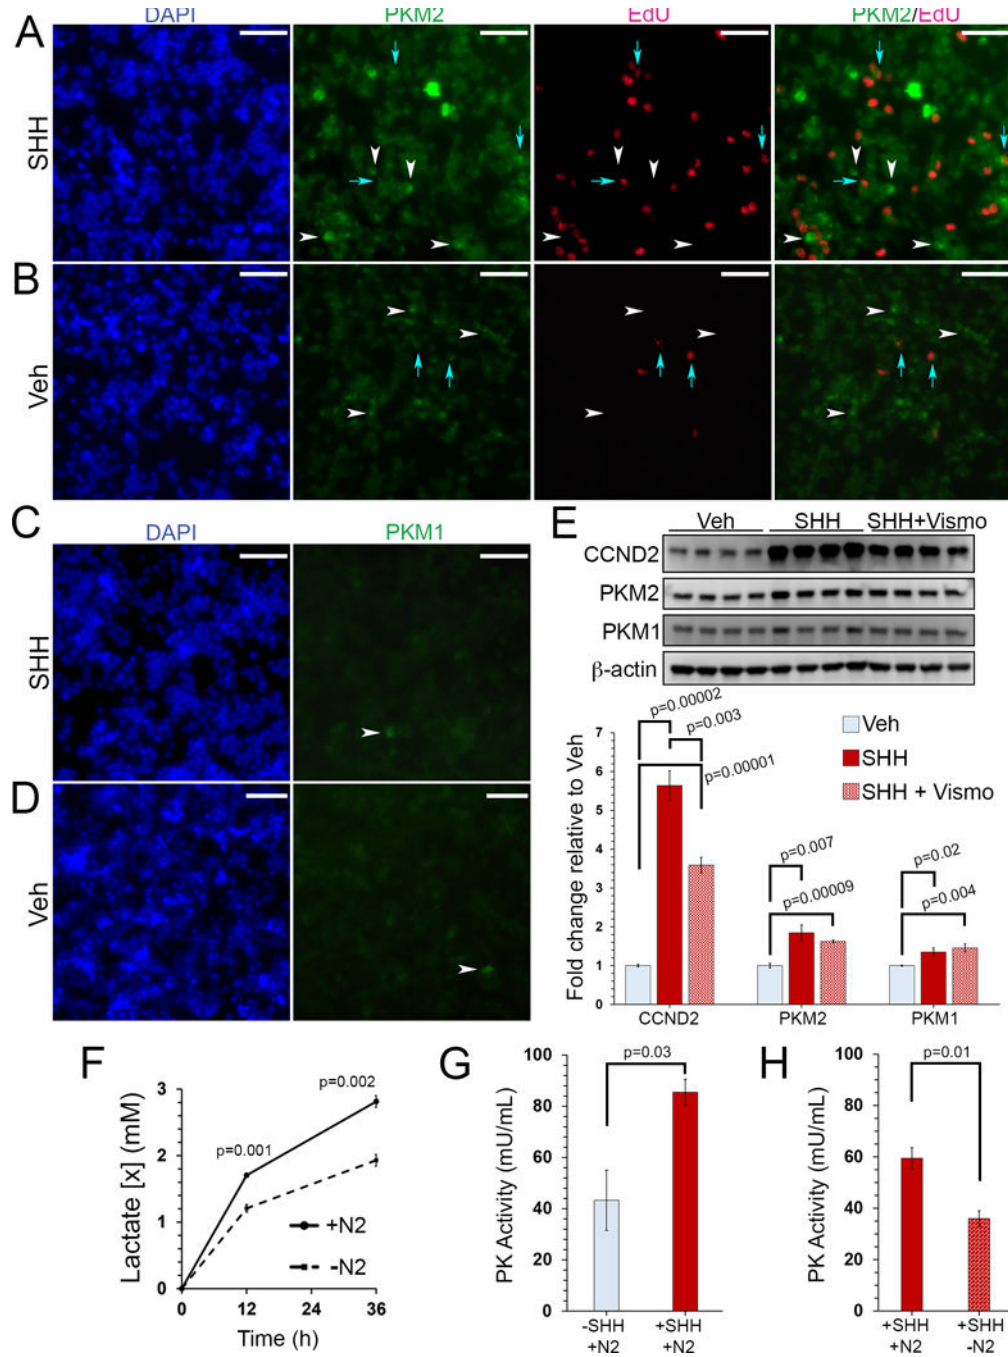 DAPI PKM2 EdU PKM2/EdU
A
SHH
B
Veh
C
DAPI PKM1
SHH
D
Veh
E
Veh SHH SHH+Vismo
CCND2
PKM2
PKM1
β-actin
p=0.00002
p=0.003
p=0.00001
p=0.007
p=0.00009
p=0.02
p=0.004
Veh
SHH
SHH + Vismo
Fold change relative to Veh
7
6
5
4
3
2
1
0
CCND2 PKM2 PKM1
F
Lactate [x] (mM)
3
2
1
0
p=0.001
p=0.002
+N2
-N2
0 12 24 36
Time (h)
G
PK Activity (mU/mL)
100
80
60
40
20
0
p=0.03
-SHH +SHH
+N2 +N2
H
PK Activity (mU/mL)
100
80
60
40
20
0
p=0.01
+SHH +SHH
+N2 -N2